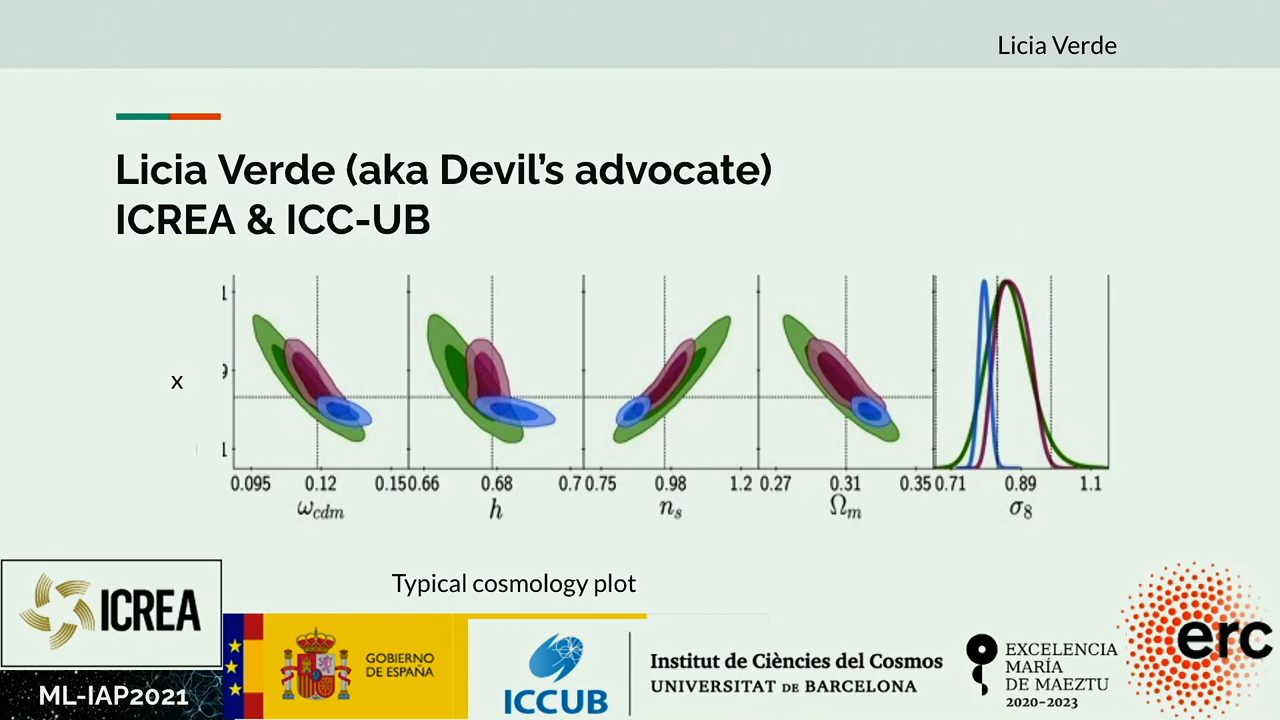 Licia Verde
Licia Verde (aka Devil's advocate)
ICREA & ICC-UB
1
9
x
1
0.095 0.12 0.15 0.66 0.68 0.7 0.75 0.98 1.2 0.27 0.31 0.35 0.71 0.89 1.1
ω_cdm h n_s Ω_m σ_8
Typical cosmology plot
ICREA
GOBIERNO
DE ESPAÑA
ICCUB
Institut de Ciències del Cosmos
UNIVERSITAT DE BARCELONA
EXCELENCIA
MARÍA
DE MAEZTU
2020-2023
erc
ML-IAP2021